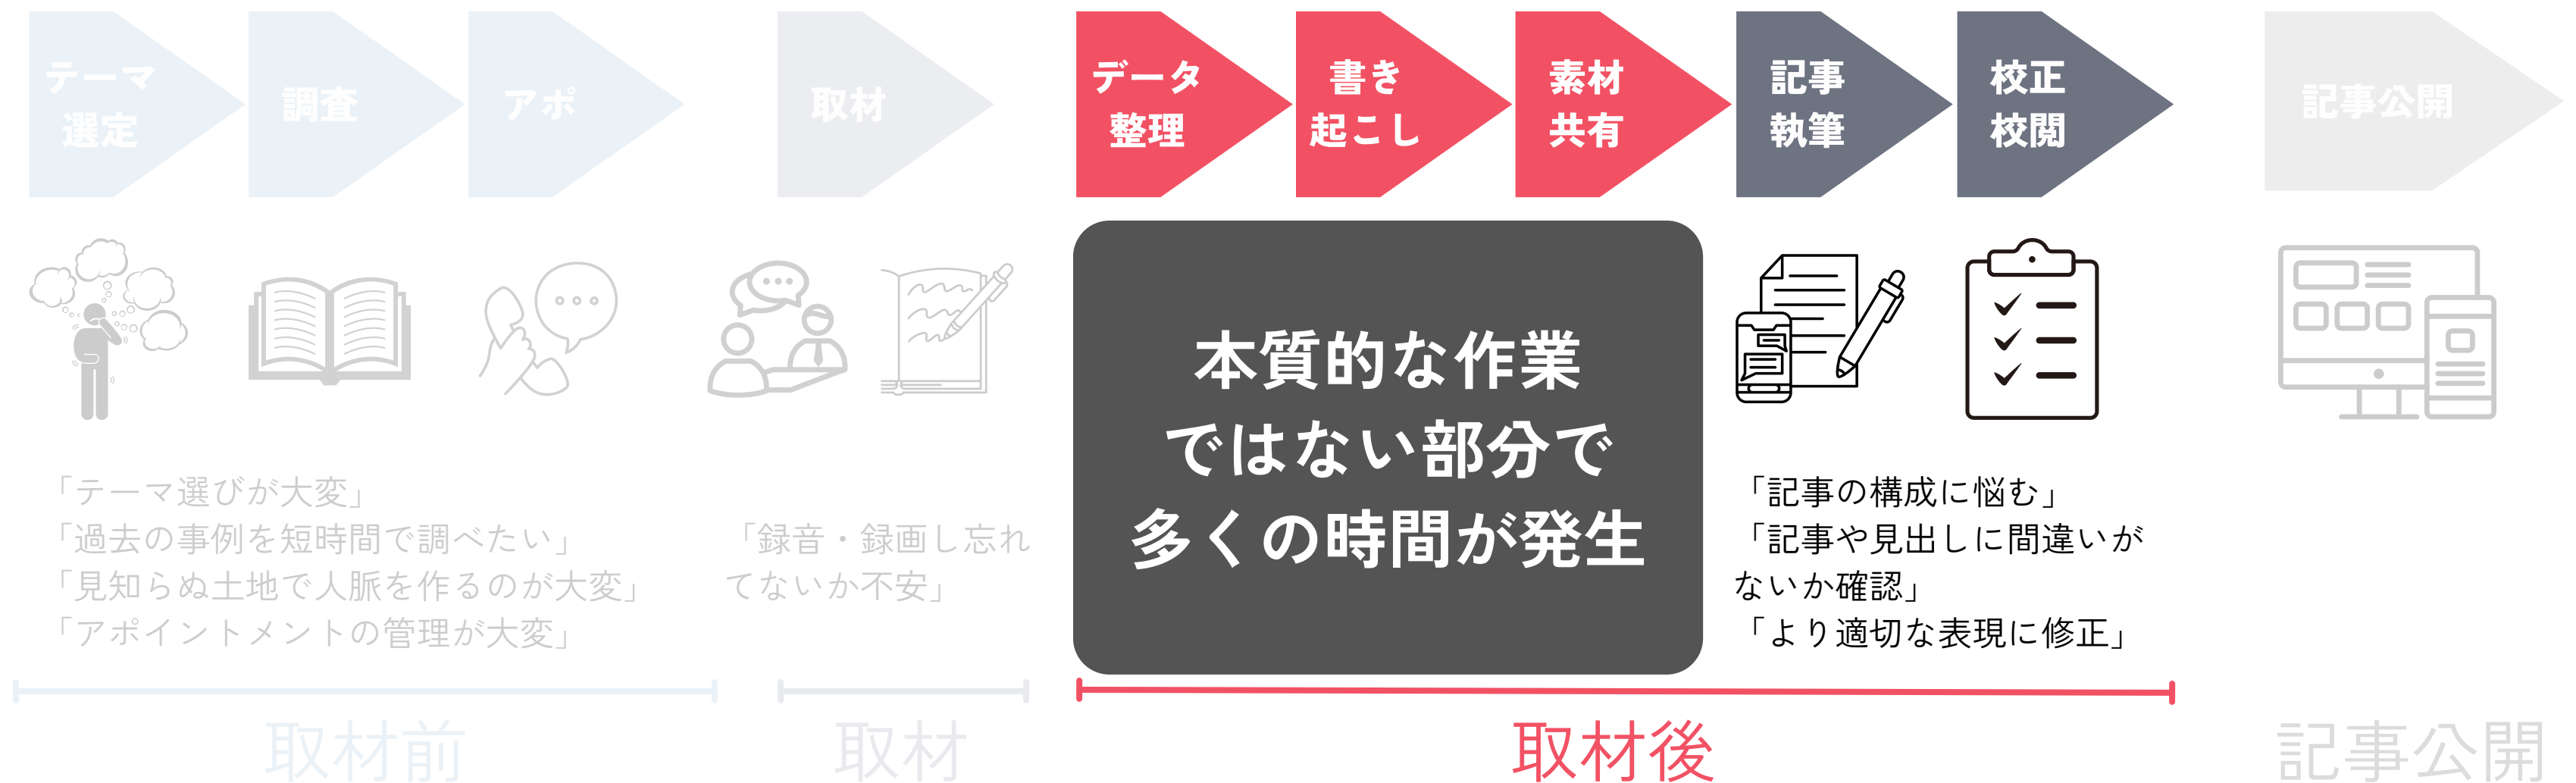 テーマ
選定
調査
アポ
取材
データ
整理
書き
起こし
素材
共有
記事
執筆
校正
校閲
記事公開
「テーマ選びが大変」
「過去の事例を短時間で調べたい」
「見知らぬ土地で人脈を作るのが大変」
「アポイントメントの管理が大変」
「録音・録画し忘れ
てないか不安」
本質的な作業
ではない部分で
多くの時間が発生
「記事の構成に悩む」
「記事や見出しに間違いが
ないか確認」
「より適切な表現に修正」
取材前
取材
取材後
記事公開